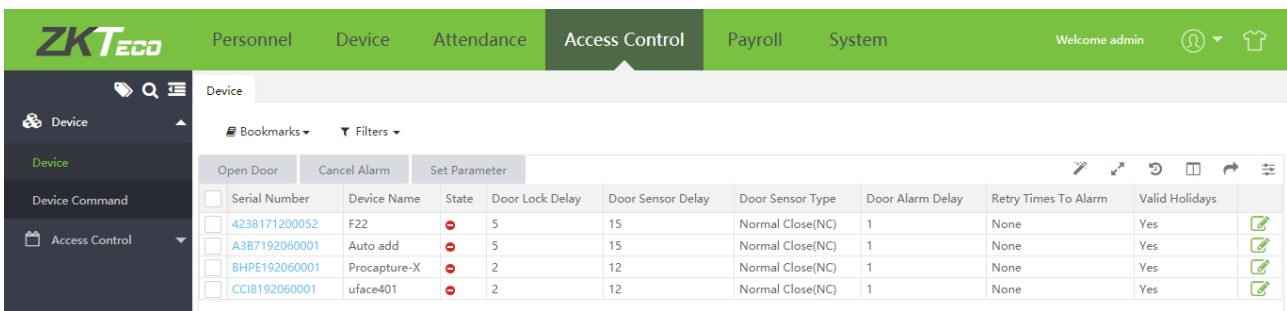 ZKTECO Personnel Device Attendance Access Control Payroll System Welcome admin
Device
Device
Bookmarks Filters
Device
Open Door Cancel Alarm Set Parameter
Device Command
Serial Number Device Name State Door Lock Delay Door Sensor Delay Door Sensor Type Door Alarm Delay Retry Times To Alarm Valid Holidays
4238171200052 F22 5 15 Normal Close(NC) 1 None Yes
Access Control
A3B7192060001 Auto add 5 15 Normal Close(NC) 1 None Yes
BHPE192060001 Procapture-X 2 12 Normal Close(NC) 1 None Yes
CCI8192060001 uface401 2 12 Normal Close(NC) 1 None Yes